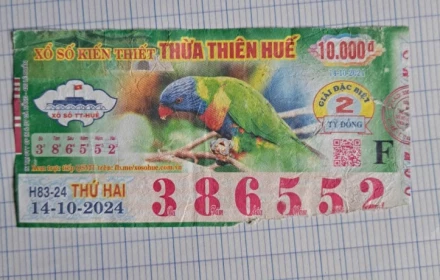 XỔ SỐ KIẾN THIẾT THỪA THIÊN HUẾ 10.000đ
XỔ SỐ TT-HUẾ
GIẢI ĐẶC BIỆT
2
TỶ ĐỒNG
386552
F
H83-24 THỨ HAI
14-10-2024
386552